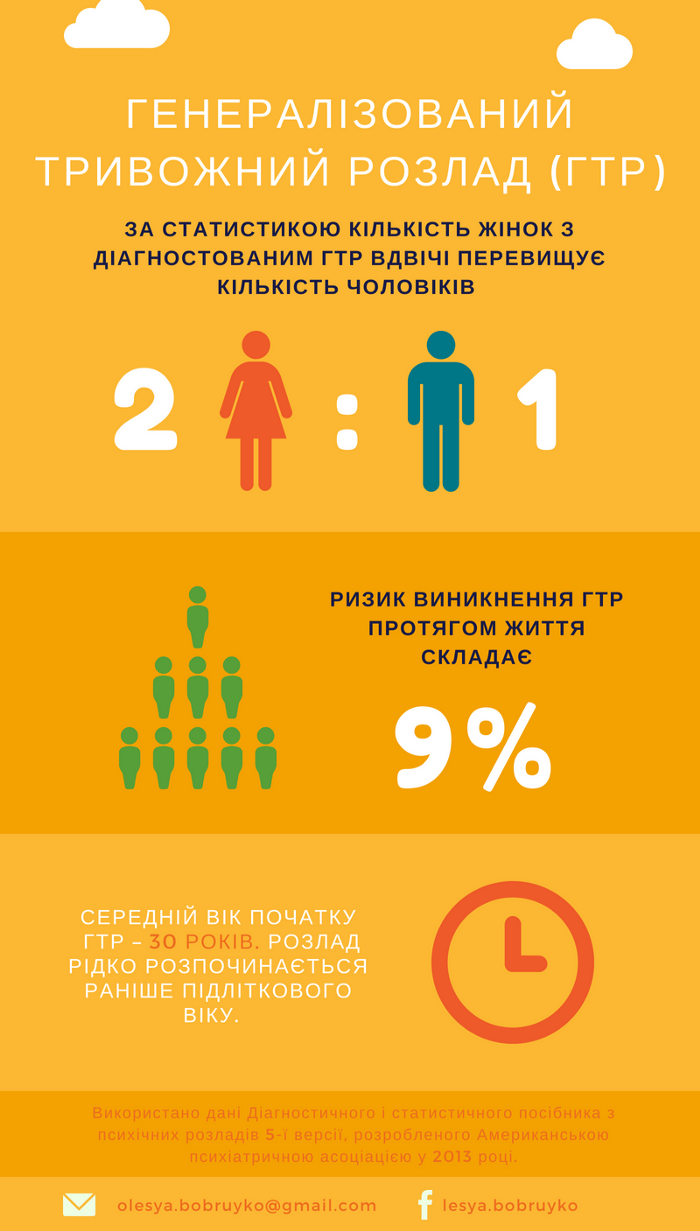 ГЕНЕРАЛІЗОВАНИЙ
ТРИВОЖНИЙ РОЗЛАД (ГТР)
ЗА СТАТИСТИКОЮ КІЛЬКІСТЬ ЖІНОК З
ДІАГНОСТОВАНИМ ГТР ВДВІЧІ ПЕРЕВИЩУЄ
КІЛЬКІСТЬ ЧОЛОВІКІВ
2 : 1
РИЗИК ВИНИКНЕННЯ ГТР
ПРОТЯГОМ ЖИТТЯ
СКЛАДАЄ
9%
СЕРЕДНІЙ ВІК ПОЧАТКУ
ГТР – 30 РОКІВ. РОЗЛАД
РІДКО РОЗПОЧИНАЄТЬСЯ
РАНІШЕ ПІДЛІТКОВОГО
ВІКУ.
Використано дані Діагностичного і статистичного посібника з
психічних розладів 5-ї версії, розробленого Американською
психіатричною асоціацією у 2013 році.
olesya.bobruyko@gmail.com lesya.bobruyko